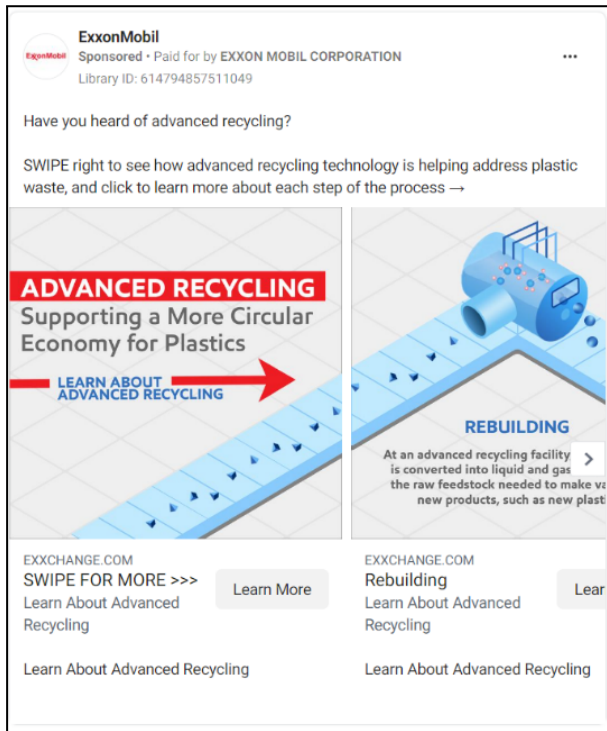 ExxonMobil
ExxonMobil
Sponsored • Paid for by EXXON MOBIL CORPORATION
Library ID: 614794857511049
Have you heard of advanced recycling?
SWIPE right to see how advanced recycling technology is helping address plastic
waste, and click to learn more about each step of the process →
ADVANCED RECYCLING
Supporting a More Circular
Economy for Plastics
LEARN ABOUT
ADVANCED RECYCLING
REBUILDING
At an advanced recycling facility
is converted into liquid and gas
the raw feedstock needed to make
new products, such as new
EXXCHANGE.COM
SWIPE FOR MORE >>>
Learn About Advanced
Recycling
Learn More
Learn About Advanced Recycling
EXXCHANGE.COM
Rebuilding
Learn About Advanced
Recycling
Learn About Advanced Recycling